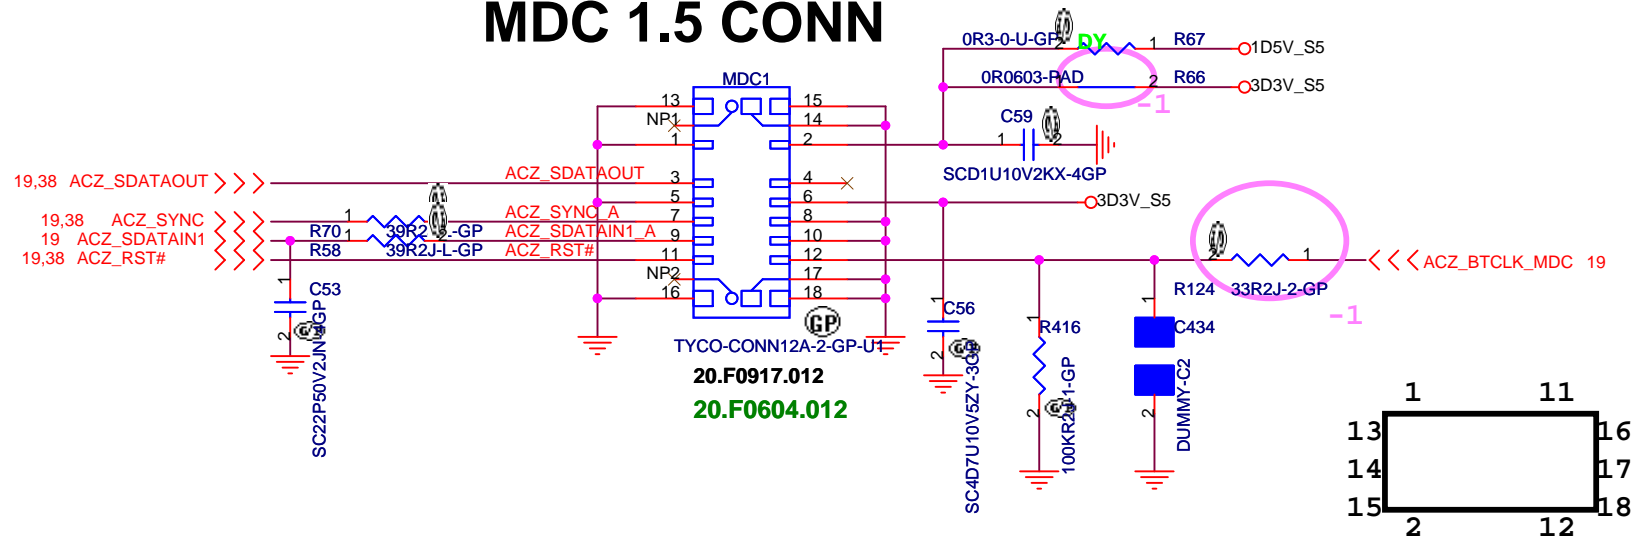 MDC 1.5 CONN
0R3-0-U-GP
2
DY
1
R67
1D5V_S5
0R0603-PAD
2
R66
3D3V_S5
-1
MDC1
13
15
NP1
14
1
2
C59
1
2
SCD1U10V2KX-4GP
19,38 ACZ_SDATAOUT
ACZ_SDATAOUT
3
4
5
6
3D3V_S5
19,38 ACZ_SYNC
1
ACZ_SYNC_A
7
8
R70
19 ACZ_SDATAIN1
1
39R2J-L-GP
2
ACZ_SDATAIN1_A
9
10
R58
39R2J-L-GP
19,38 ACZ_RST#
ACZ_RST#
11
12
2
1
ACZ_BTCLK_MDC 19
NP2
17
16
18
R124 33R2J-2-GP
-1
1
C53
2
SC22P50V2JN-4GP
GP
TYCO-CONN12A-2-GP-U1
20.F0917.012
20.F0604.012
1
C56
2
SC4D7U10V5ZY-3GP
1
R416
2
100KR2J-1-GP
1
C434
2
DUMMY-C2
1 11
13 16
14 17
15 18
2 12